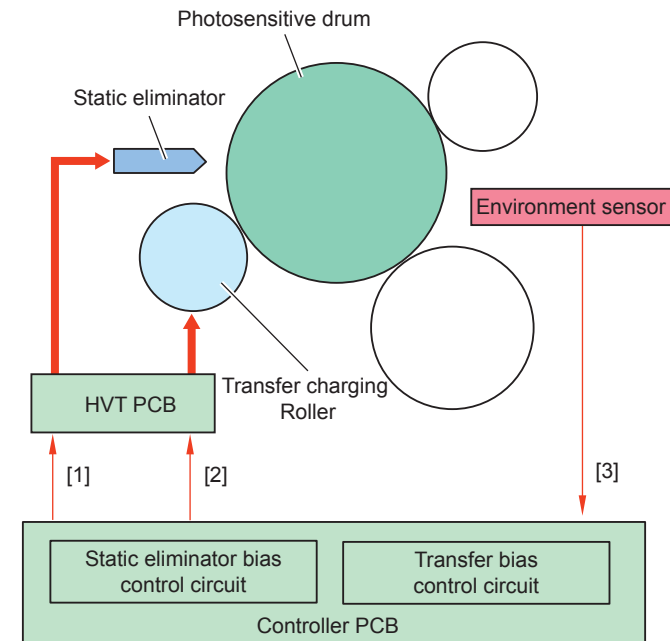 Photosensitive drum
Static eliminator
Environment sensor
Transfer charging
Roller
HVT PCB
[1]
[2]
[3]
Static eliminator bias
control circuit
Transfer bias
control circuit
Controller PCB